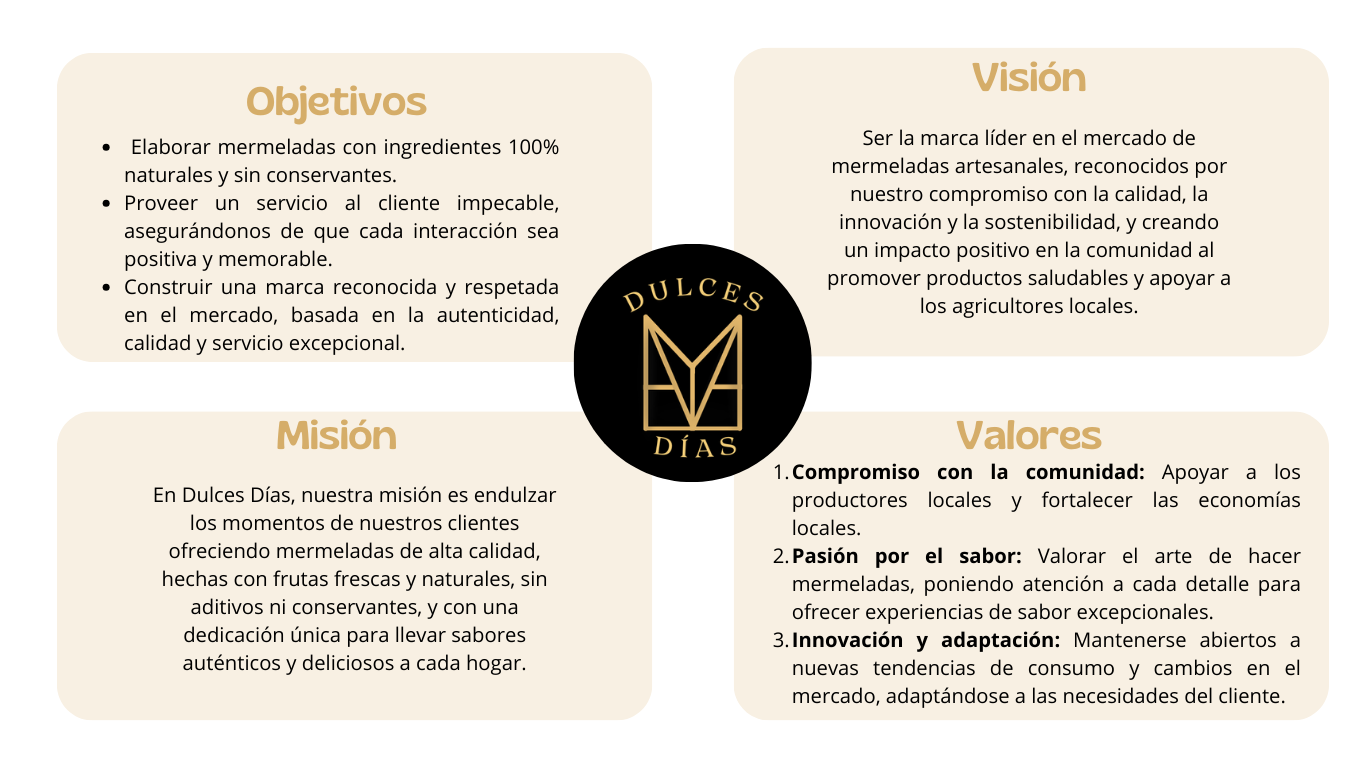 Objetivos
• Elaborar mermeladas con ingredientes 100%
naturales y sin conservantes.
• Proveer un servicio al cliente impecable,
asegurándonos de que cada interacción sea
positiva y memorable.
• Construir una marca reconocida y respetada
en el mercado, basada en la autenticidad,
calidad y servicio excepcional.
Visión
Ser la marca líder en el mercado de
mermeladas artesanales, reconocidos por
nuestro compromiso con la calidad, la
innovación y la sostenibilidad, y creando
un impacto positivo en la comunidad al
promover productos saludables y apoyar a
los agricultores locales.
DULCES
DÍAS
Misión
En Dulces Días, nuestra misión es endulzar
los momentos de nuestros clientes
ofreciendo mermeladas de alta calidad,
hechas con frutas frescas y naturales, sin
aditivos ni conservantes, y con una
dedicación única para llevar sabores
auténticos y deliciosos a cada hogar.
Valores
1. Compromiso con la comunidad: Apoyar a los
productores locales y fortalecer las economías
locales.
2. Pasión por el sabor: Valorar el arte de hacer
mermeladas, poniendo atención a cada detalle para
ofrecer experiencias de sabor excepcionales.
3. Innovación y adaptación: Mantenerse abiertos a
nuevas tendencias de consumo y cambios en el
mercado, adaptándose a las necesidades del cliente.